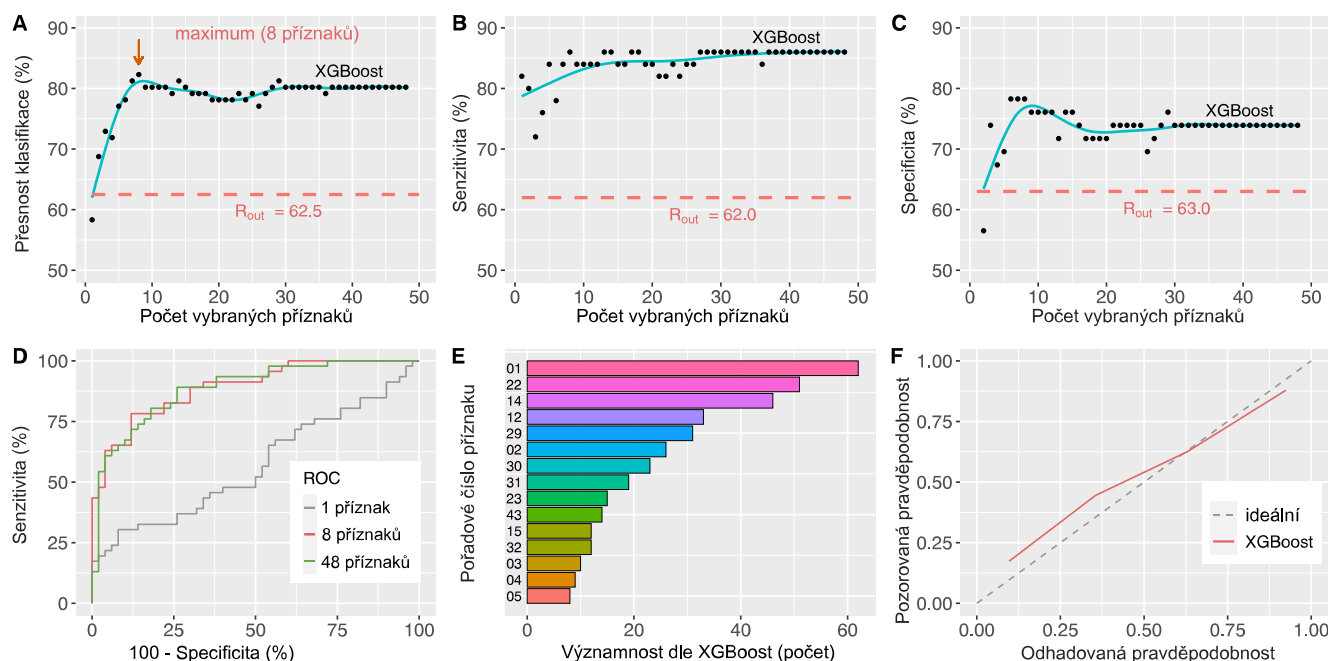 A
maximum (8 příznaků)
XGBoost
R out = 62.5
Přesnost klasifikace (%)
90
80
70
60
50
0 10 20 30 40 50
Počet vybraných příznaků
B
XGBoost
R out = 62.0
Senzitivita (%)
90
80
70
60
50
0 10 20 30 40 50
Počet vybraných příznaků
C
XGBoost
R out = 63.0
Specificita (%)
90
80
70
60
50
0 10 20 30 40 50
Počet vybraných příznaků
D
Senzitivita (%)
100
75
50
25
0
ROC
1 příznak
8 příznaků
48 příznaků
0 25 50 75 100
100 - Specificita (%)
E
Pořadové číslo příznaku
01
22
14
12
29
02
30
31
23
43
15
32
03
04
05
0 20 40 60
Významnost dle XGBoost (počet)
F
Pozorovaná pravděpodobnost
1.00
0.75
0.50
0.25
0.00
ideální
XGBoost
0.00 0.25 0.50 0.75 1.00
Odhadovaná pravděpodobnost